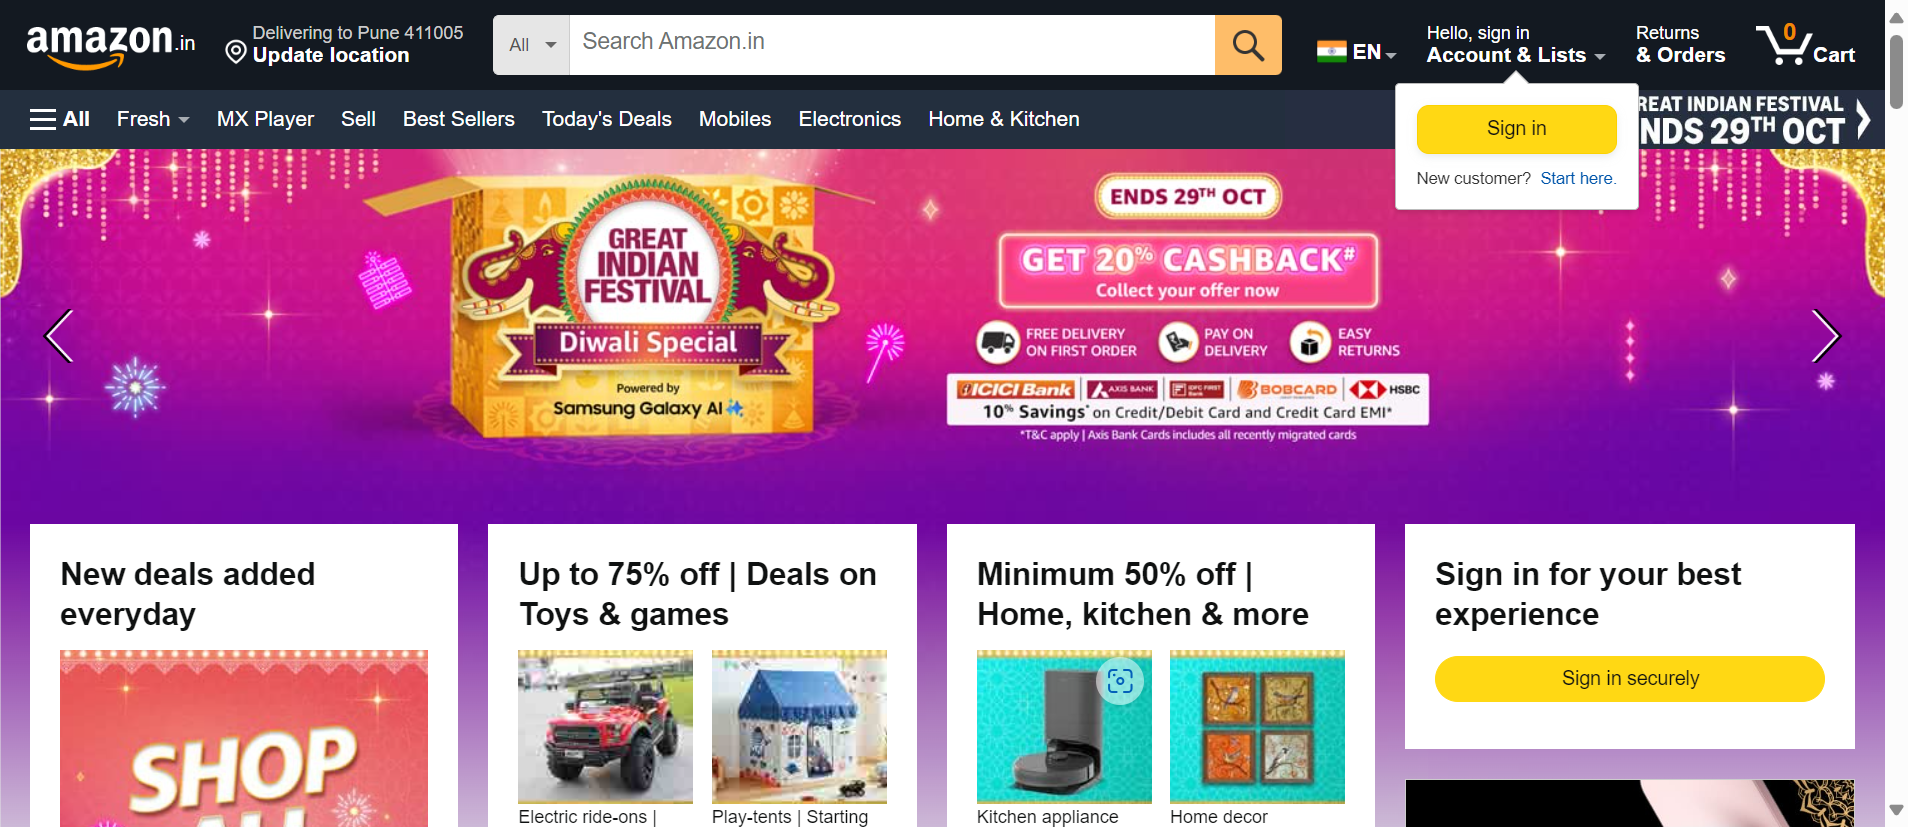 amazon.in
Delivering to Pune 411005
Update location
All
Search Amazon.in
EN
Hello, sign in
Account & Lists
Returns
& Orders
0
Cart
All
Fresh
MX Player
Sell
Best Sellers
Today's Deals
Mobiles
Electronics
Home & Kitchen
Sign in
New customer? Start here.
REAT INDIAN FESTIVAL
NDS 29TH OCT
GREAT
INDIAN
FESTIVAL
Diwali Special
Powered by
Samsung Galaxy AI
ENDS 29TH OCT
GET 20% CASHBACK#
Collect your offer now
FREE DELIVERY
ON FIRST ORDER
PAY ON
DELIVERY
EASY
RETURNS
ICICI Bank
AXIS BANK
IDFC FIRST
Bank
BOBCARD
HSBC
10% Savings* on Credit/Debit Card and Credit Card EMI*
*T&C apply | Axis Bank Cards includes all recently migrated cards
New deals added
everyday
SHOP
ALL
Up to 75% off | Deals on
Toys & games
Electric ride-ons |
Play-tents | Starting
Minimum 50% off |
Home, kitchen & more
Kitchen appliance
Home decor
Sign in for your best
experience
Sign in securely